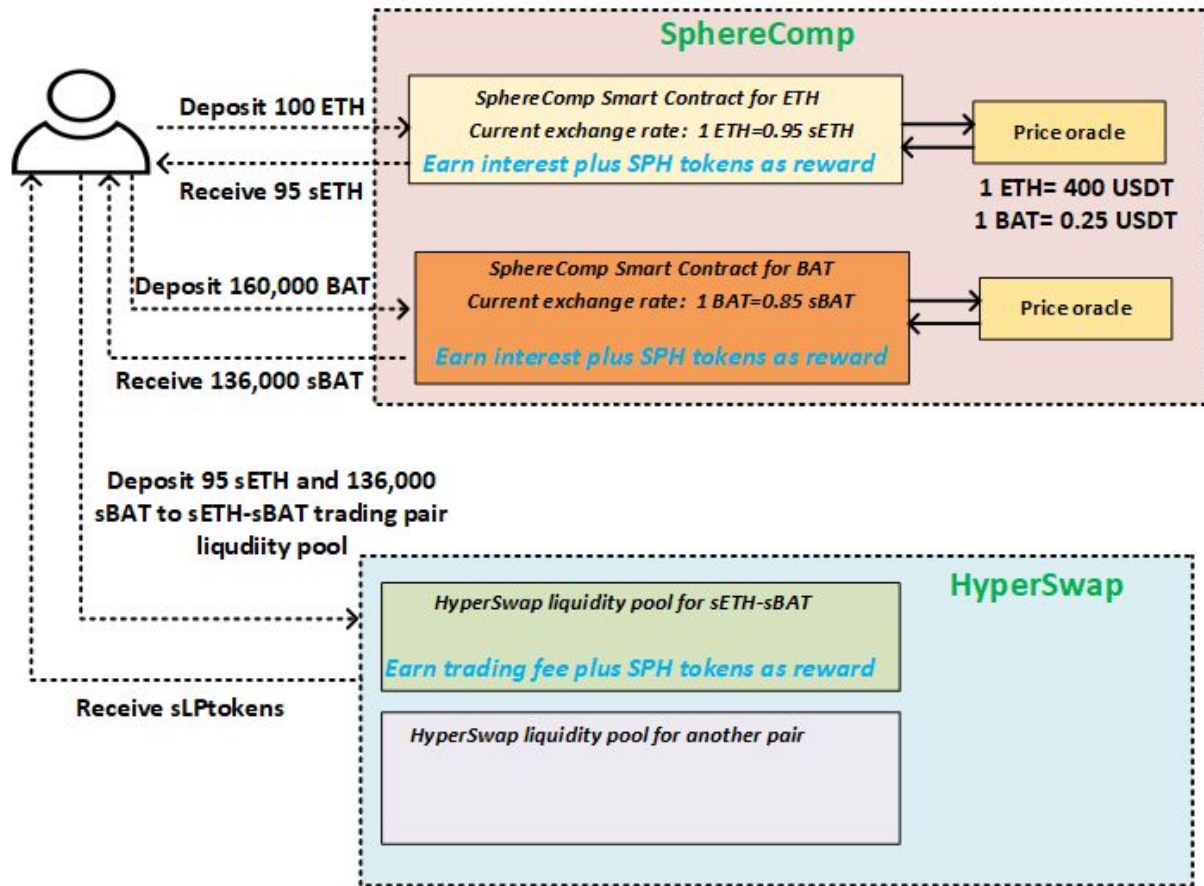 SphereComp
Deposit 100 ETH
SphereComp Smart Contract for ETH
Current exchange rate: 1 ETH=0.95 sETH
Earn interest plus SPH tokens as reward
Price oracle
Receive 95 sETH
1 ETH= 400 USDT
1 BAT= 0.25 USDT
Deposit 160,000 BAT
SphereComp Smart Contract for BAT
Current exchange rate: 1 BAT=0.85 sBAT
Earn interest plus SPH tokens as reward
Price oracle
Receive 136,000 sBAT
Deposit 95 sETH and 136,000
sBAT to sETH-sBAT trading pair
liqudiity pool
HyperSwap
HyperSwap liquidity pool for sETH-sBAT
Earn trading fee plus SPH tokens as reward
Receive sLPtokens
HyperSwap liquidity pool for another pair